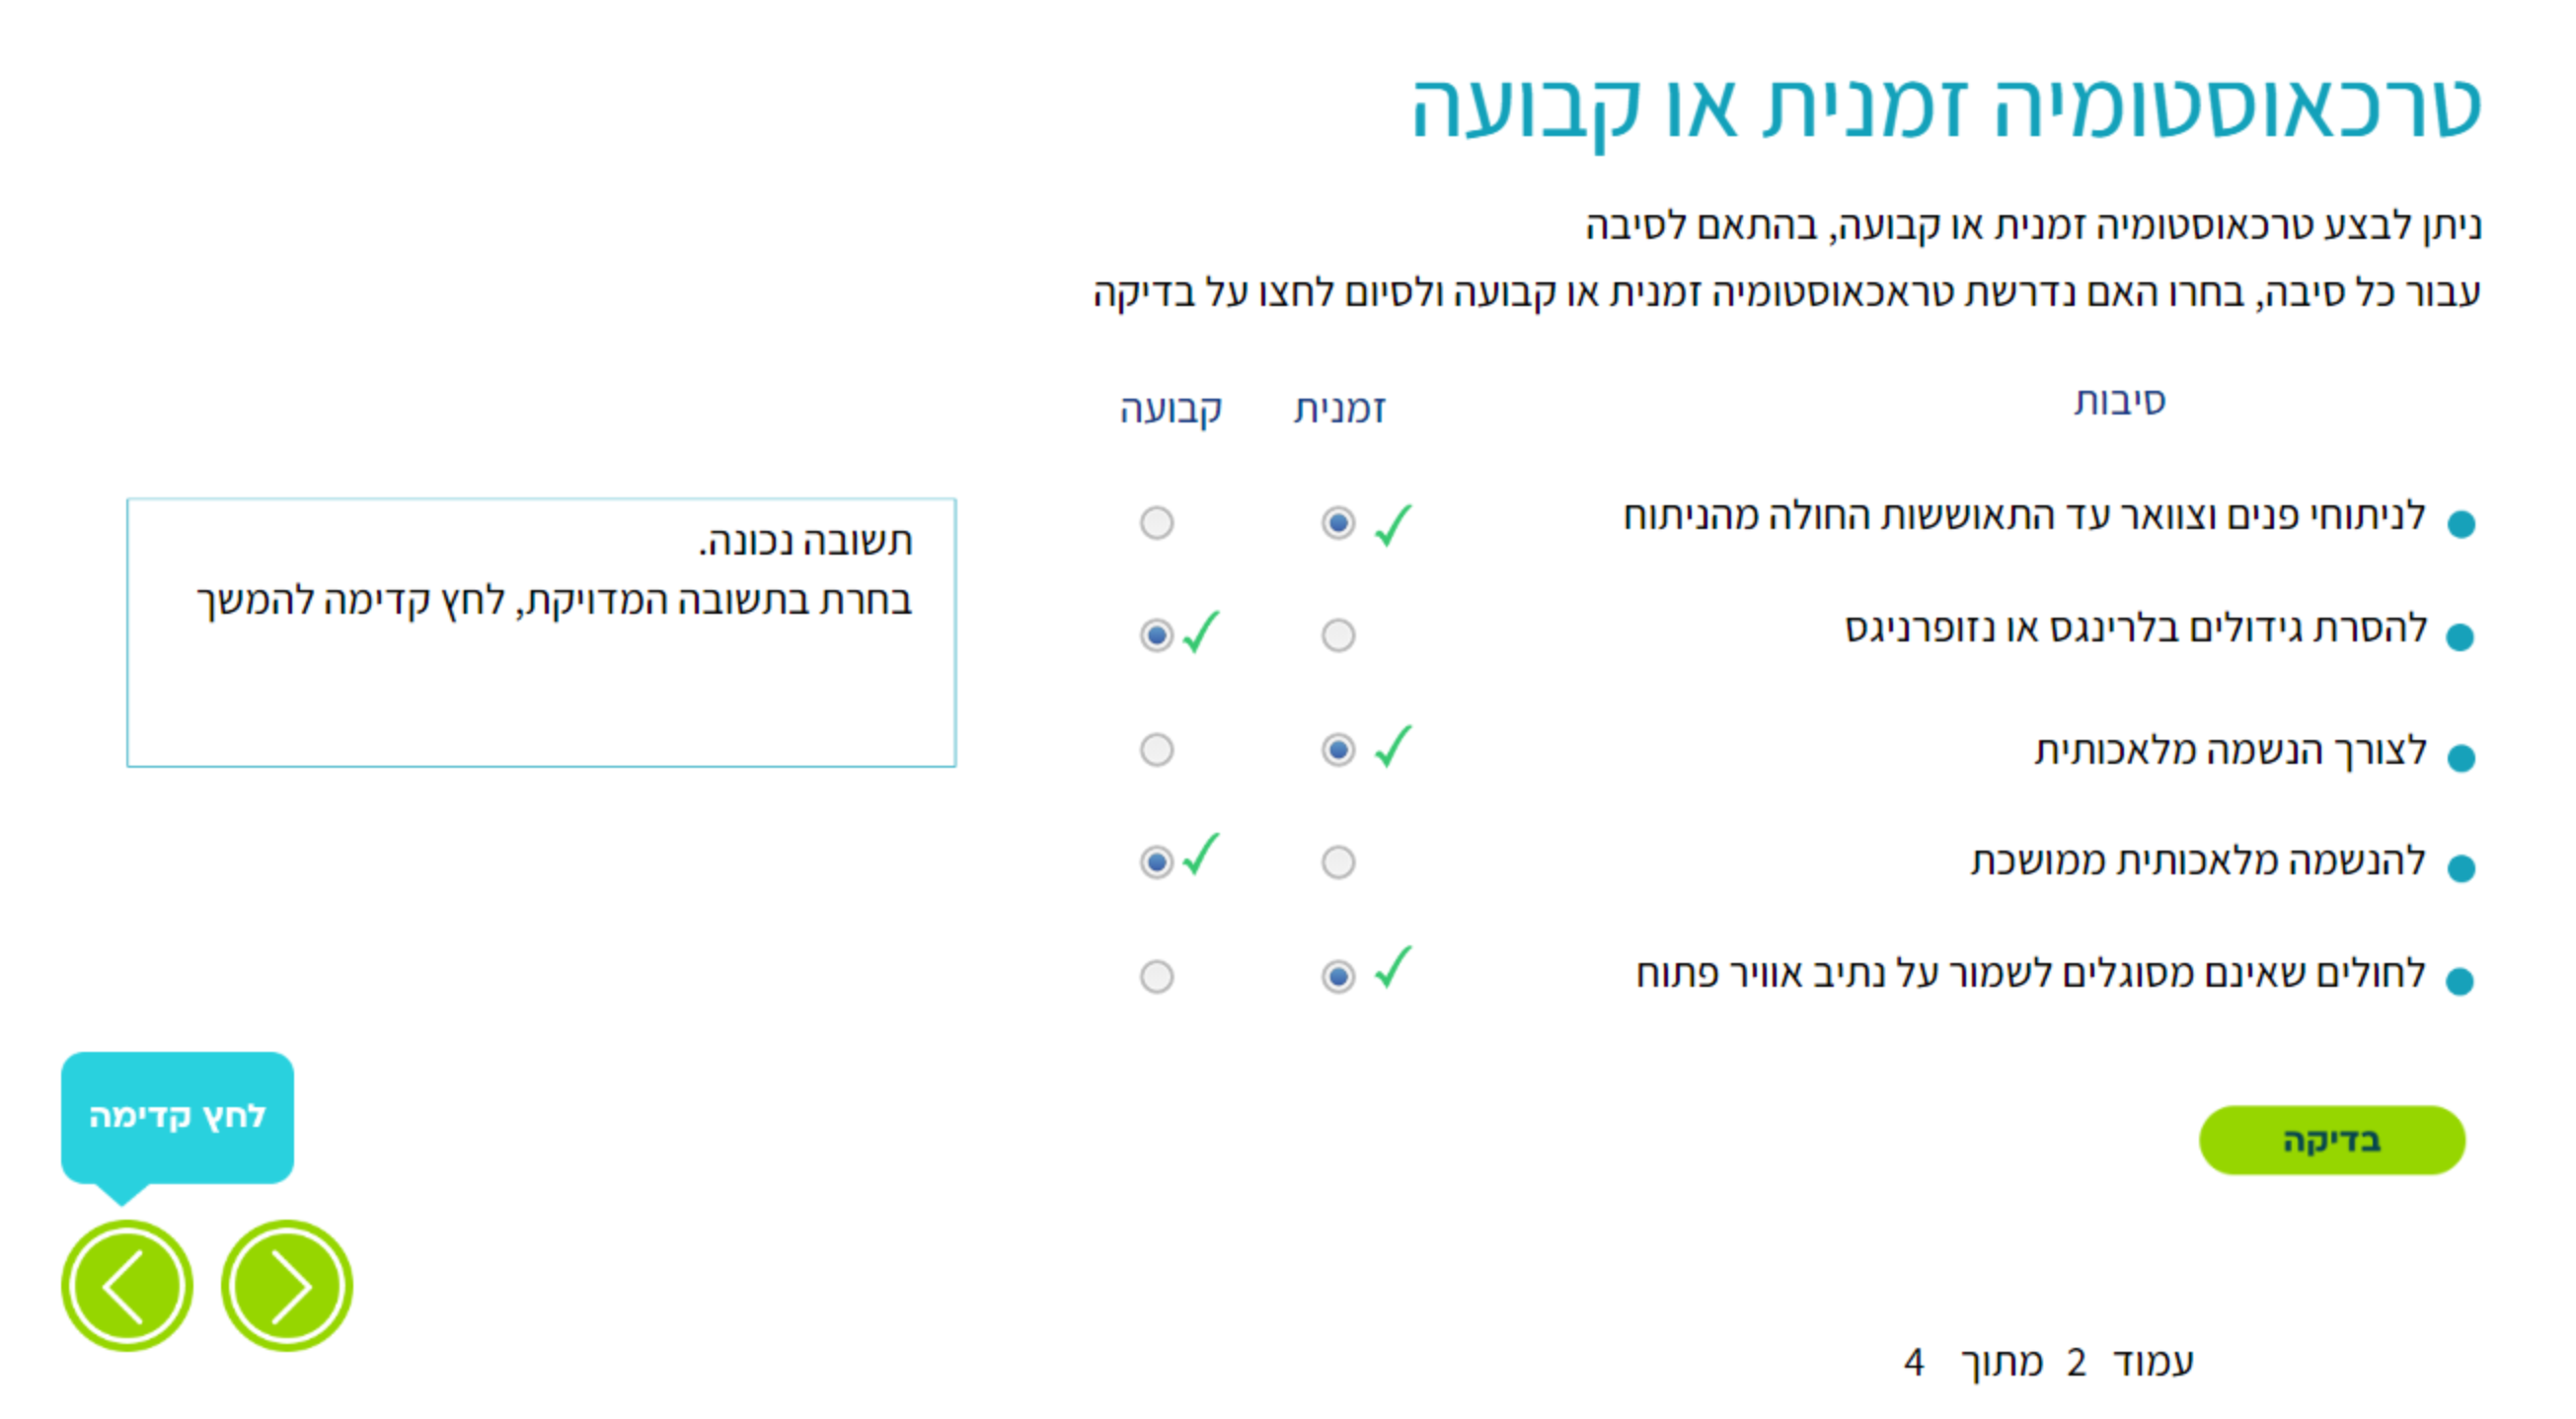 טרכאוסטומיה זמנית או קבועה
ניתן לבצע טרכאוסטומיה זמנית או קבועה, בהתאם לסיבה
עבור כל סיבה, בחרו האם נדרשת טראכאוסטומיה זמנית או קבועה ולסיום לחצו על בדיקה
סיבות
זמנית
קבועה
לניתוחי פנים וצוואר עד התאוששות החולה מהניתוח
להסרת גידולים בלרינגס או נזופרניגס
לצורך הנשמה מלאכותית
להנשמה מלאכותית ממושכת
לחולים שאינם מסוגלים לשמור על נתיב אוויר פתוח
תשובה נכונה.
בחרת בתשובה המדויקת, לחץ קדימה להמשך
בדיקה
לחץ קדימה
עמוד 2 מתוך 4